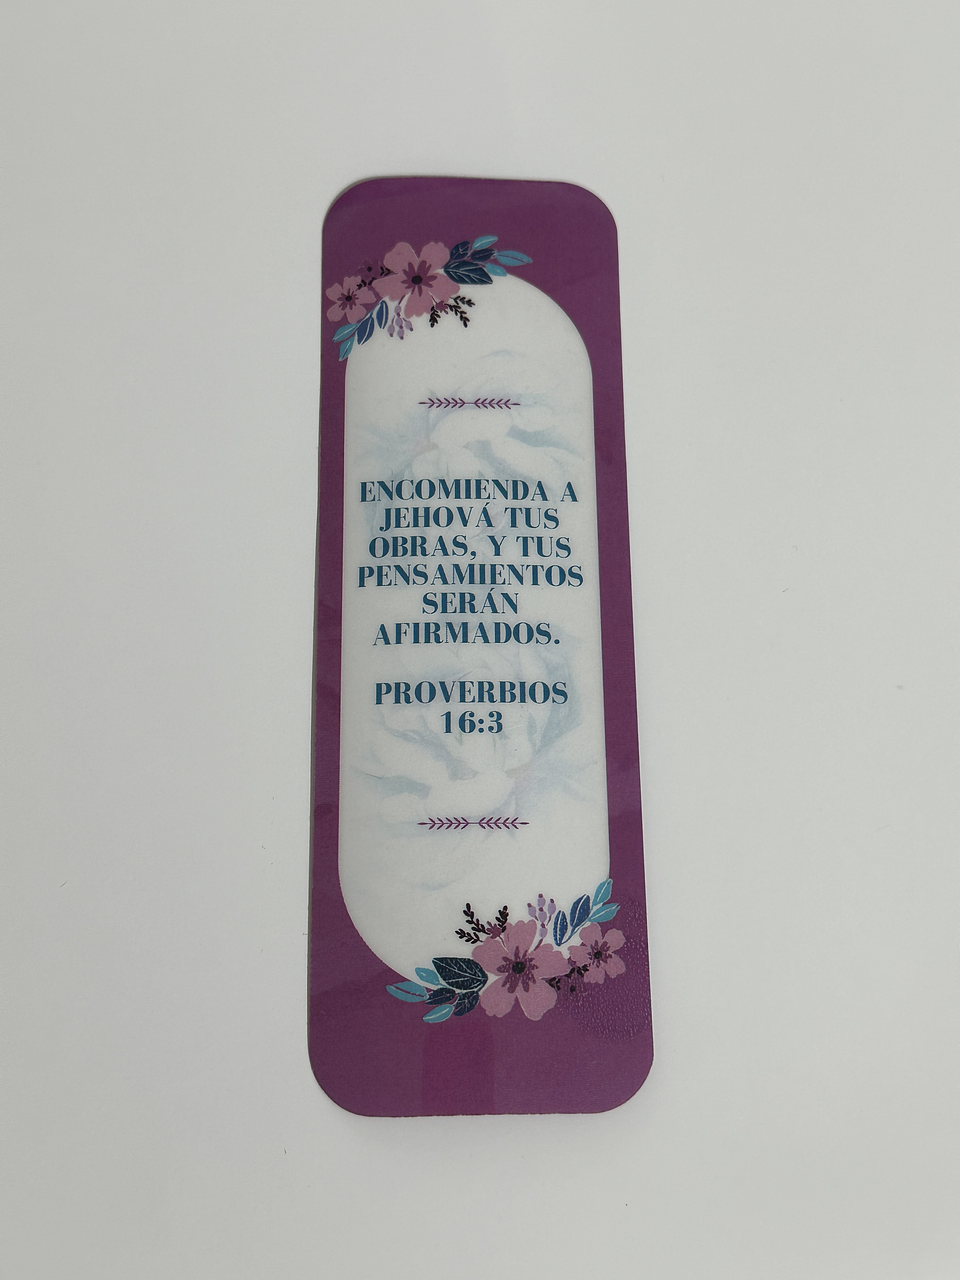 ENCOMIENDA A
JEHOVÁ TUS
OBRAS, Y TUS
PENSAMIENTOS
SERÁN
AFIRMADOS.
PROVERBIOS
16:3